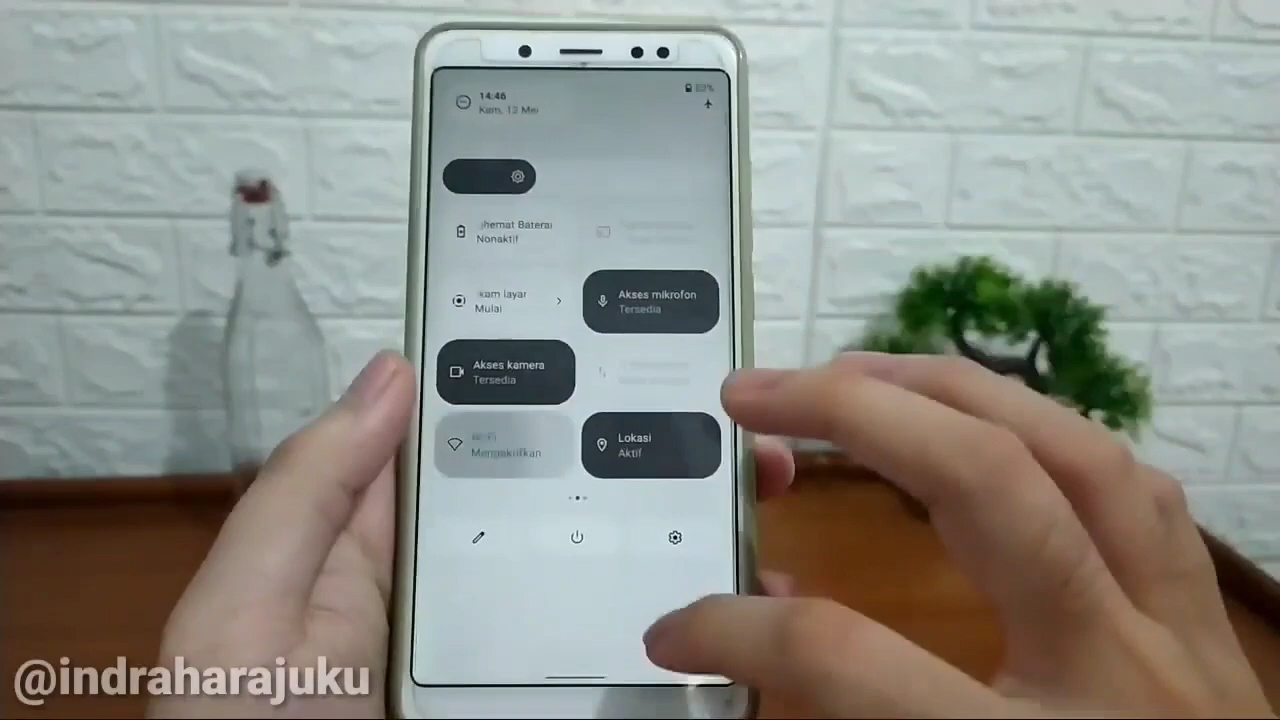 14:46
Kam, 12 Mei
hemat Baterai
Nonaktif
kam layar
Mulai
Akses mikrofon
Tersedia
Akses kamera
Tersedia
Wi-Fi
Mengaktifkan
Lokasi
Aktif
@indraharajuku